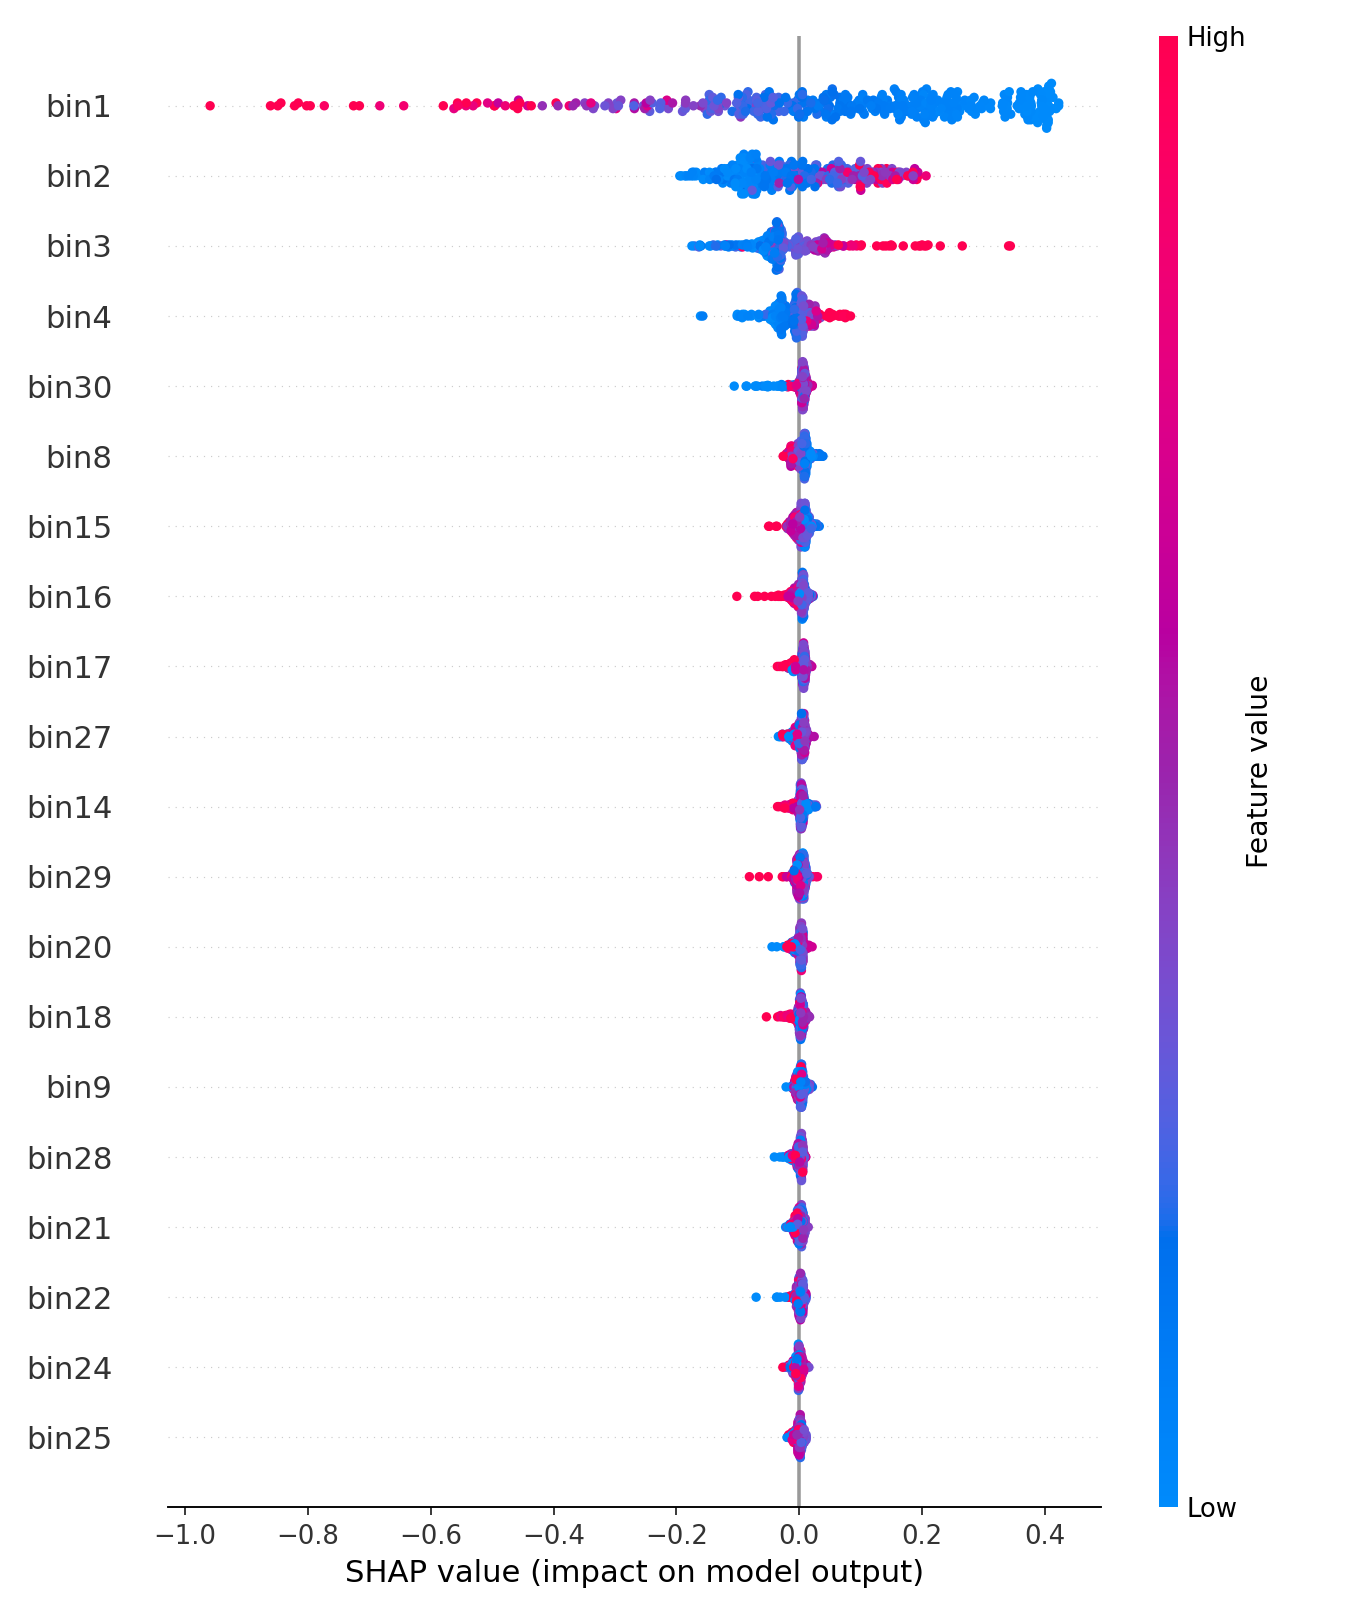 High
bin1
bin2
bin3
bin4
bin30
bin8
bin15
bin16
bin17
bin27
bin14
bin29
bin20
bin18
bin9
bin28
bin21
bin22
bin24
bin25
Feature value
Low
−1.0 −0.8 −0.6 −0.4 −0.2 0.0 0.2 0.4
SHAP value (impact on model output)